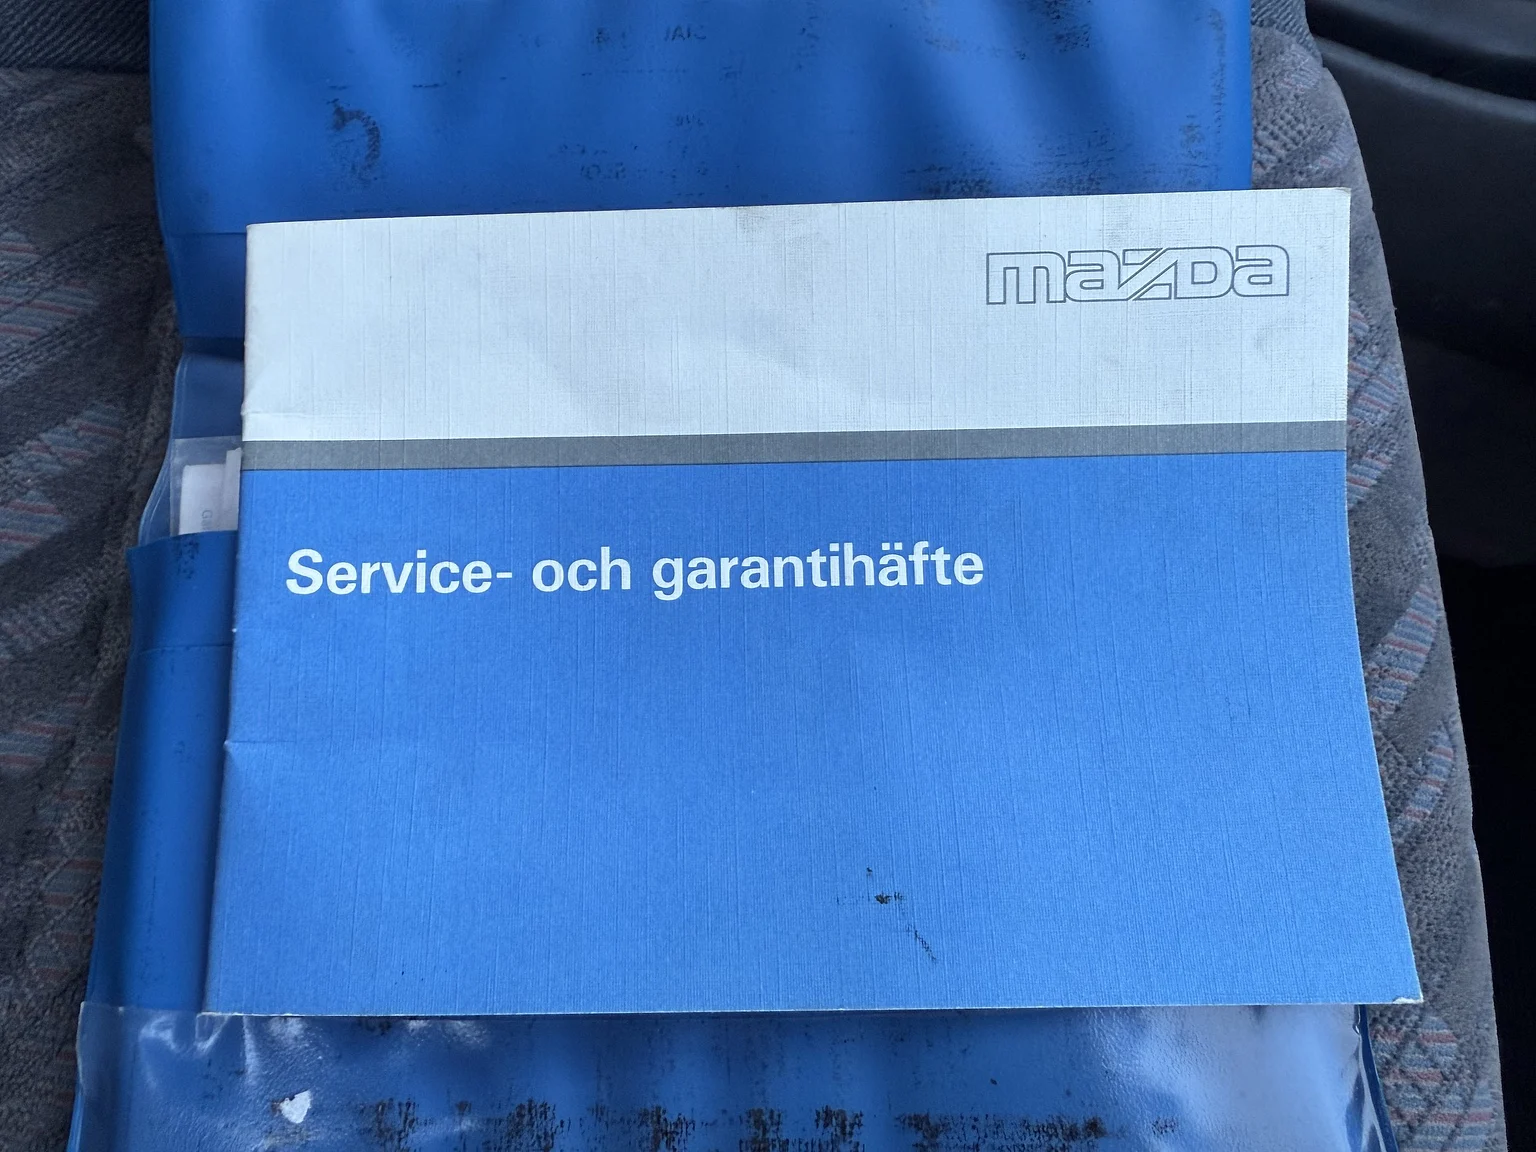 mazda
Service- och garantihäfte